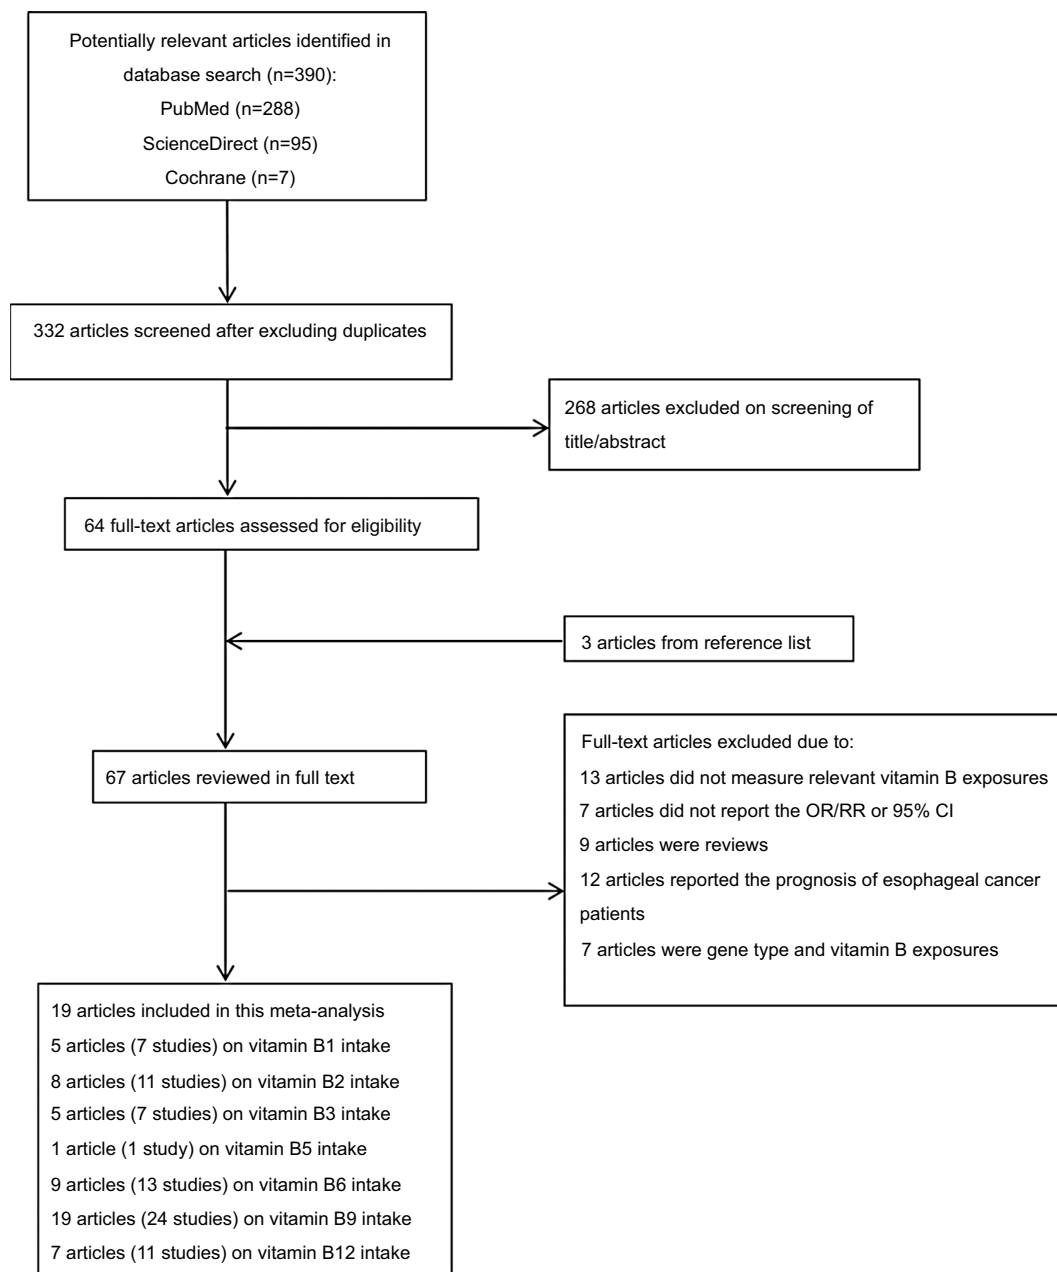 Potentially relevant articles identified in
database search (n=390):
PubMed (n=288)
ScienceDirect (n=95)
Cochrane (n=7)
332 articles screened after excluding duplicates
268 articles excluded on screening of
title/abstract
64 full-text articles assessed for eligibility
3 articles from reference list
67 articles reviewed in full text
Full-text articles excluded due to:
13 articles did not measure relevant vitamin B exposures
7 articles did not report the OR/RR or 95% CI
9 articles were reviews
12 articles reported the prognosis of esophageal cancer
patients
7 articles were gene type and vitamin B exposures
19 articles included in this meta-analysis
5 articles (7 studies) on vitamin B1 intake
8 articles (11 studies) on vitamin B2 intake
5 articles (7 studies) on vitamin B3 intake
1 article (1 study) on vitamin B5 intake
9 articles (13 studies) on vitamin B6 intake
19 articles (24 studies) on vitamin B9 intake
7 articles (11 studies) on vitamin B12 intake